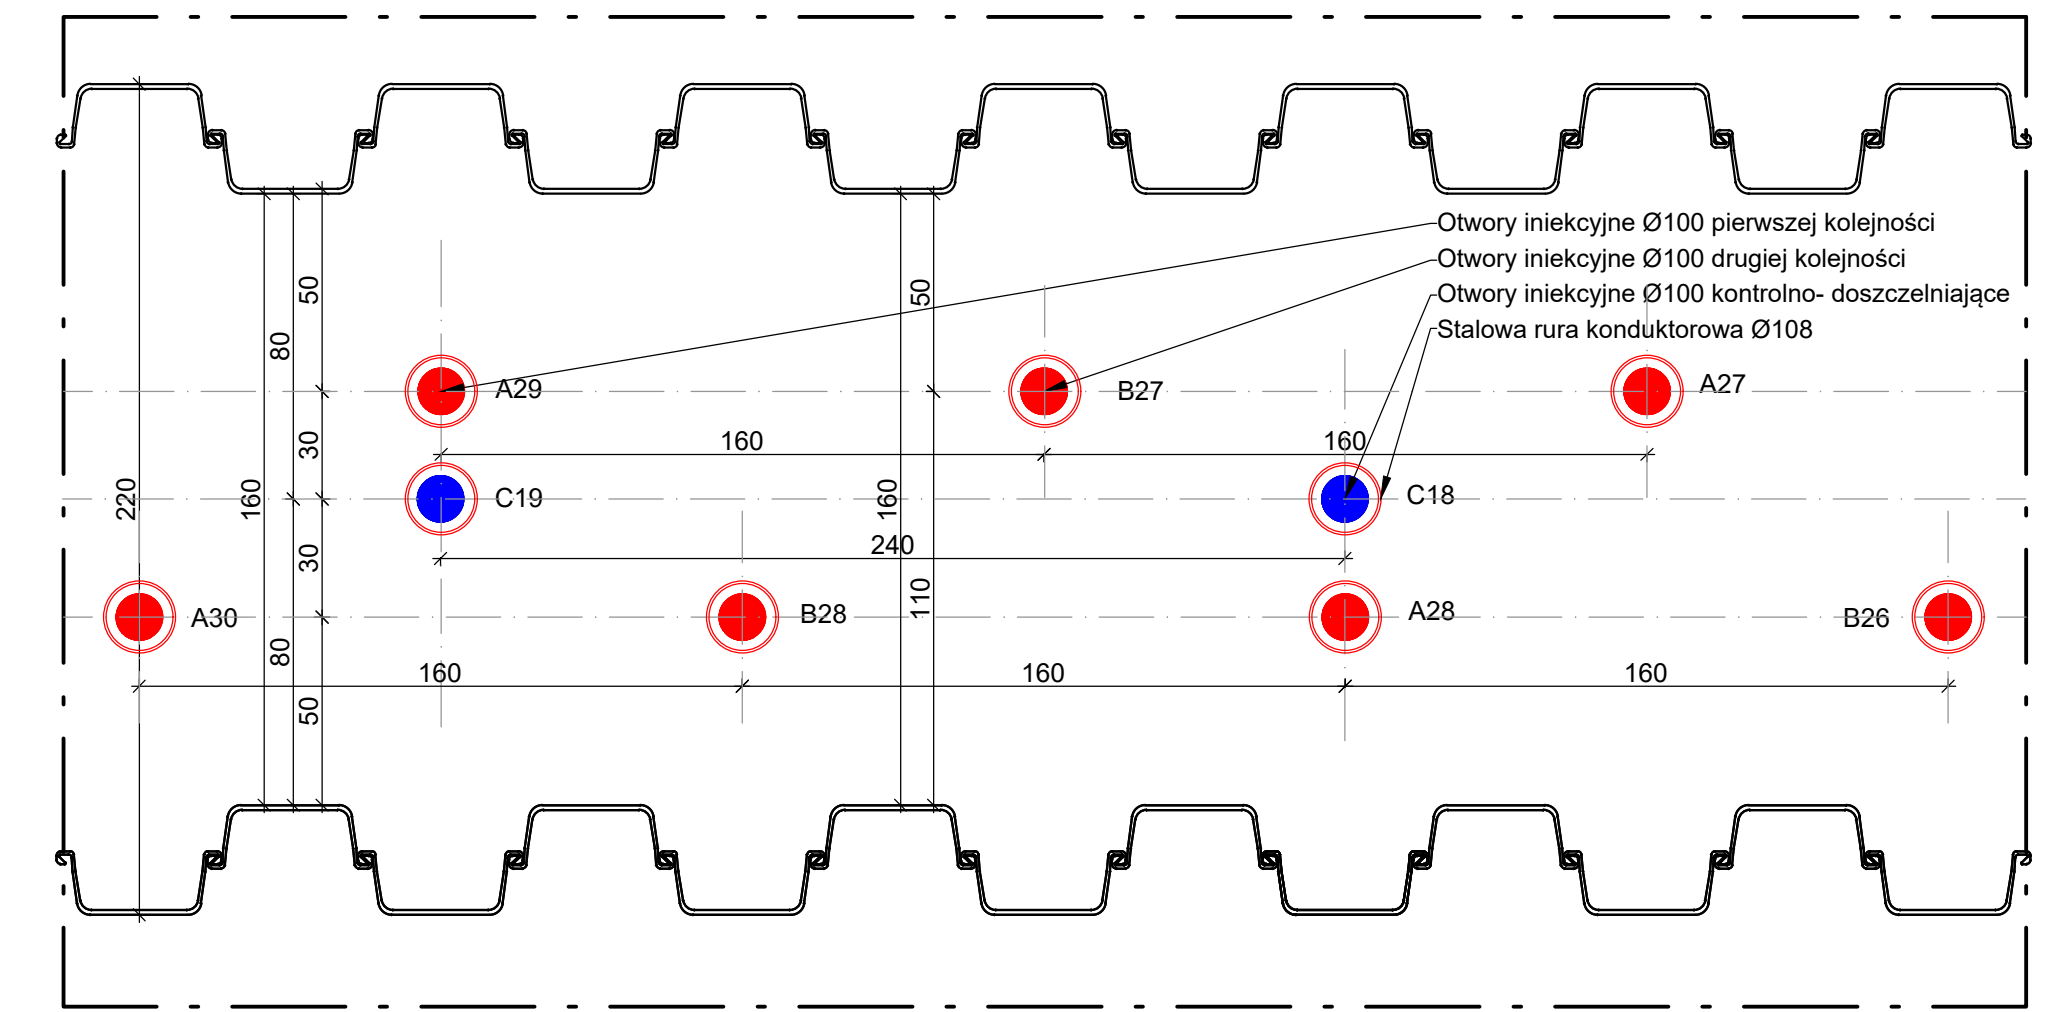 Otwory iniekcyjne Ø100 pierwszej kolejności
Otwory iniekcyjne Ø100 drugiej kolejności
Otwory iniekcyjne Ø100 kontrolno- doszczelniające
Stalowa rura konduktorowa Ø108
50
50
80
A29
B27
A27
30
160
160
220
160
160
C19
C18
240
30
110
A30
B28
A28
B26
80
160
160
160
50